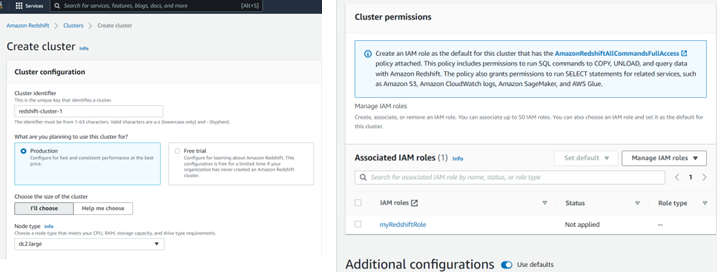 Services
Search for services, features, blogs, docs, and more
[Alt+S]
Amazon Redshift > Clusters > Create cluster
Create cluster Info
Cluster configuration
Cluster identifier
This is the unique key that identifies a cluster.
redshift-cluster-1
The identifier must be from 1-63 characters. Valid characters are a-z (lowercase only) and - (hyphen).
What are you planning to use this cluster for?
Production
Configure for fast and consistent performance at the best
price.
Free trial
Configure for learning about Amazon Redshift. This
configuration is free for a limited time if your
organization has never created an Amazon Redshift
cluster.
Choose the size of the cluster
I'll choose
Help me choose
Node type Info
Choose a node type that meets your CPU, RAM, storage capacity, and drive type requirements.
dc2.large
Cluster permissions
Create an IAM role as the default for this cluster that has the AmazonRedshiftAllCommandsFullAccess
policy attached. This policy includes permissions to run SQL commands to COPY, UNLOAD, and query data
with Amazon Redshift. The policy also grants permissions to run SELECT statements for related services, such
as Amazon S3, Amazon CloudWatch logs, Amazon SageMaker, and AWS Glue.
Manage IAM roles
Create, associate, or remove an IAM role. You can associate up to 50 IAM roles. You can also choose an IAM role and set it as the default for
this cluster.
Associated IAM roles (1) Info
Set default
Manage IAM roles
Search for associated IAM role by name, status, or role type
1
IAM roles
Status
Role type
myRedshiftRole
Not applied
--
Additional configurations
Use defaults